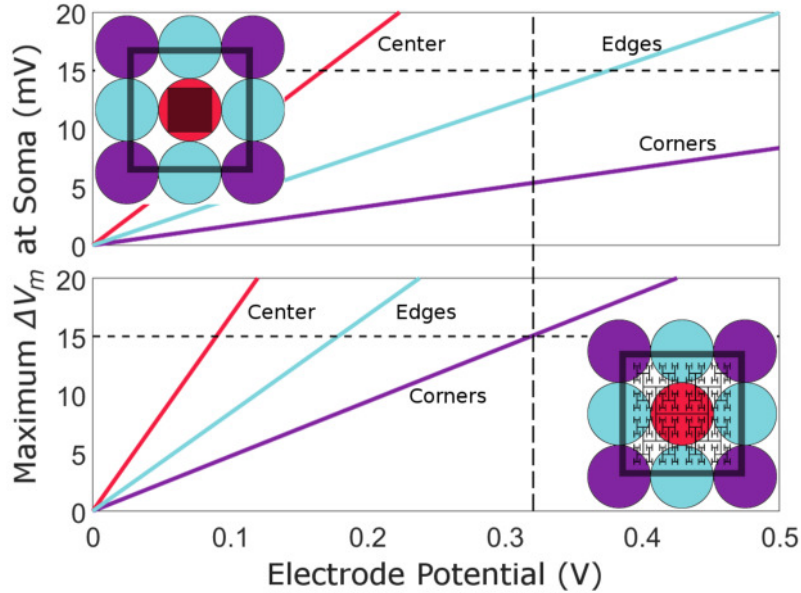 Maximum ΔVm at Soma (mV)
20
15
10
5
0
Center
Edges
Corners
20
15
10
5
0
Center
Edges
Corners
0
0.1
0.2
0.3
0.4
0.5
Electrode Potential (V)